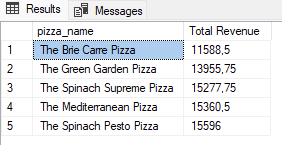 Results Messages
pizza_name Total Revenue
1 The Brie Carre Pizza 11588,5
2 The Green Garden Pizza 13955,75
3 The Spinach Supreme Pizza 15277,75
4 The Mediterranean Pizza 15360,5
5 The Spinach Pesto Pizza 15596